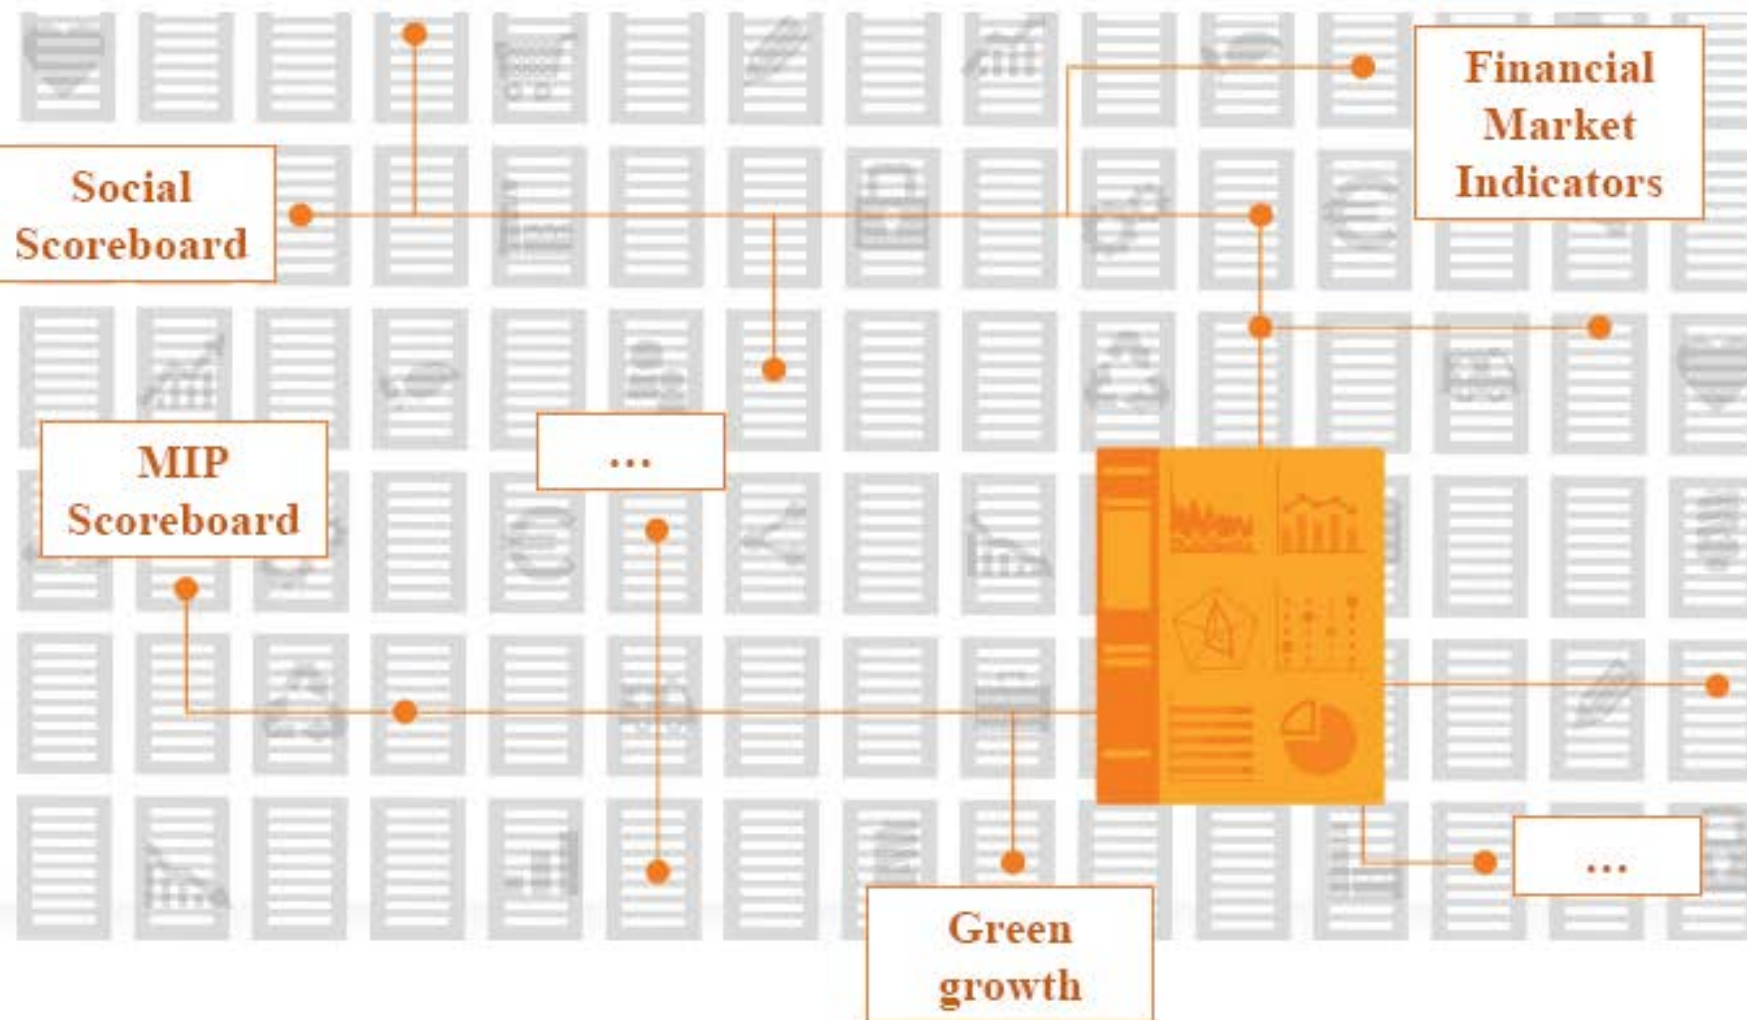 Financial
Market
Indicators
Social
Scoreboard
MIP
Scoreboard
...
...
Green
growth